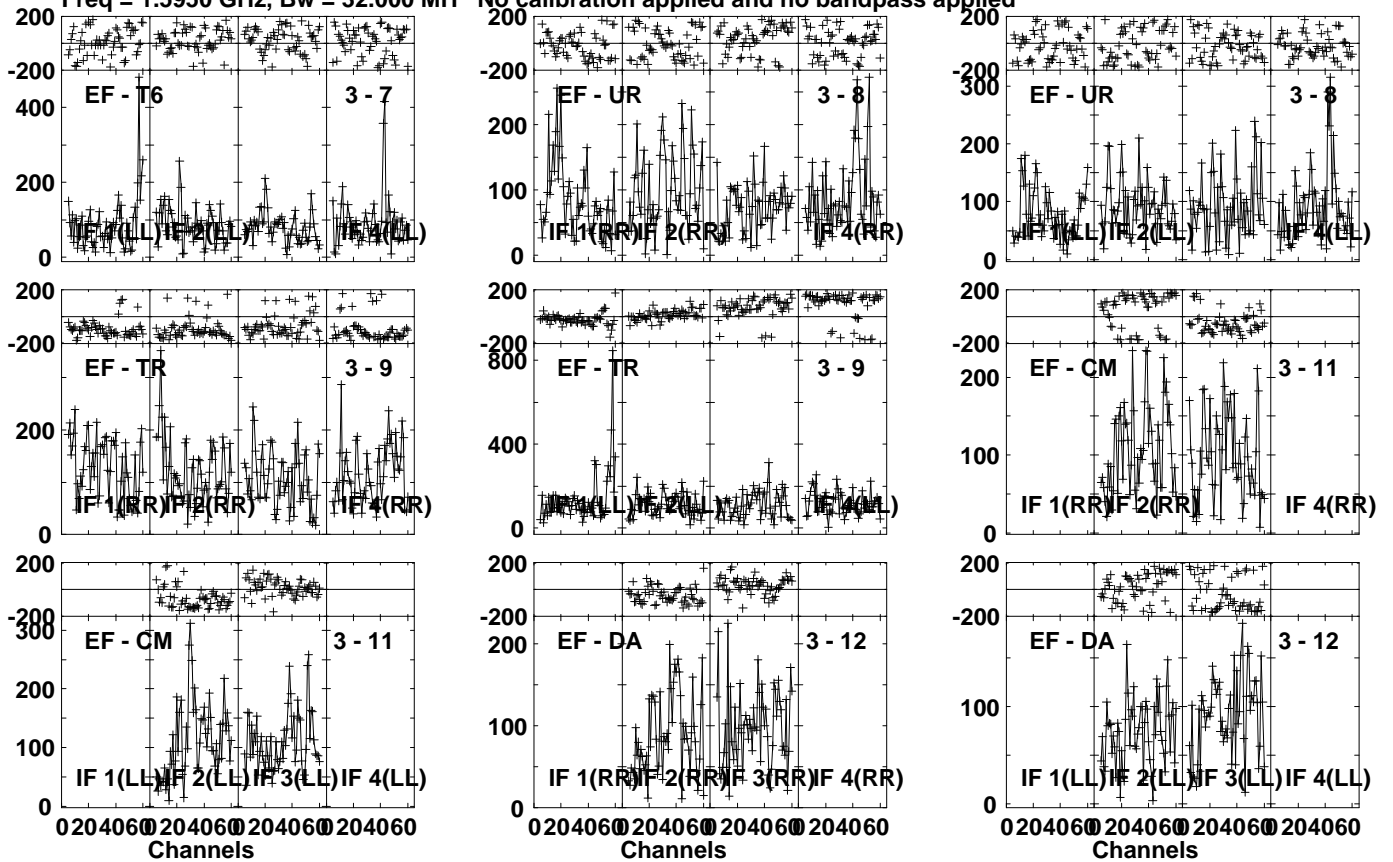 Freq = 1.5950 GHz, Bw = 32.000 MH No calibration applied and no bandpass applied
200
-200
EF - T6 3 - 7
400
200
0
IF 1(LL) IF 2(LL) IF 4(LL)
200
-200
EF - UR 3 - 8
200
100
0
IF 1(RR) IF 2(RR) IF 4(RR)
200
-200
EF - UR 3 - 8
300
200
100
0
IF 1(LL) IF 2(LL) IF 4(LL)
200
-200
EF - TR 3 - 9
200
0
IF 1(RR) IF 2(RR) IF 4(RR)
200
-200
EF - TR 3 - 9
800
400
0
IF 1(LL) IF 2(LL) IF 4(LL)
200
-200
EF - CM 3 - 11
200
100
0
IF 1(RR) IF 2(RR) IF 4(RR)
200
-200
EF - CM 3 - 11
300
200
100
0
IF 1(LL) IF 2(LL) IF 3(LL) IF 4(LL)
0 20 40 60 0 20 40 60 0 20 40 60 0 20 40 60
Channels
200
-200
EF - DA 3 - 12
200
100
0
IF 1(RR) IF 2(RR) IF 3(RR) IF 4(RR)
0 20 40 60 0 20 40 60 0 20 40 60 0 20 40 60
Channels
200
-200
EF - DA 3 - 12
100
0
IF 1(LL) IF 2(LL) IF 3(LL) IF 4(LL)
0 20 40 60 0 20 40 60 0 20 40 60 0 20 40 60
Channels